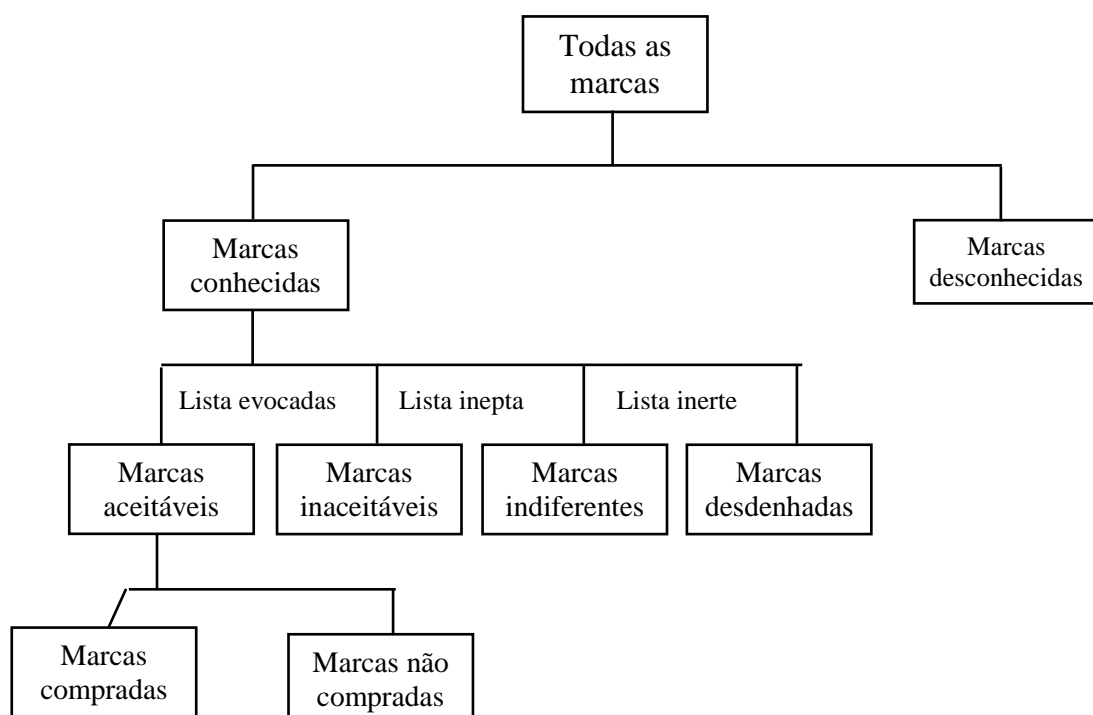 Todas as
marcas
Marcas
conhecidas
Marcas
desconhecidas
Lista evocadas
Lista inepta
Lista inerte
Marcas
aceitáveis
Marcas
inaceitáveis
Marcas
indiferentes
Marcas
desdenhadas
Marcas
compradas
Marcas não
compradas